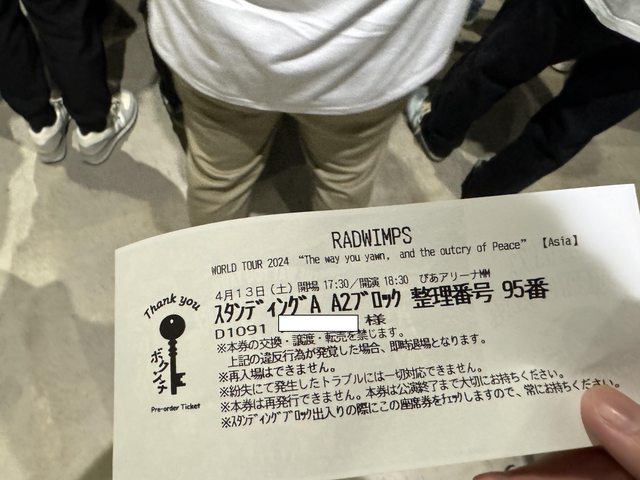 RADWIMPS
WORLD TOUR 2024 “The way you yawn, and the outcry of Peace” 【Asia】
4月13日(土) 開場 17:30/開演 18:30 ぴあアリーナMM
スタンディングA A2ブロック 整理番号 95番
D1091 様
※本券の交換・譲渡・転売を禁じます。
上記の違反行為が発覚した場合、即時退場となります。
※再入場はできません。
※紛失にて発生したトラブルには一切対応できません。
※本券は再発行できません。本券は公演終了まで大切にお持ちください。
※スタンディングブロック出入りの際にこの座席券をチェックしますので、常にお持ちください。
Thank you
ボクンチ
Pre-order Ticket